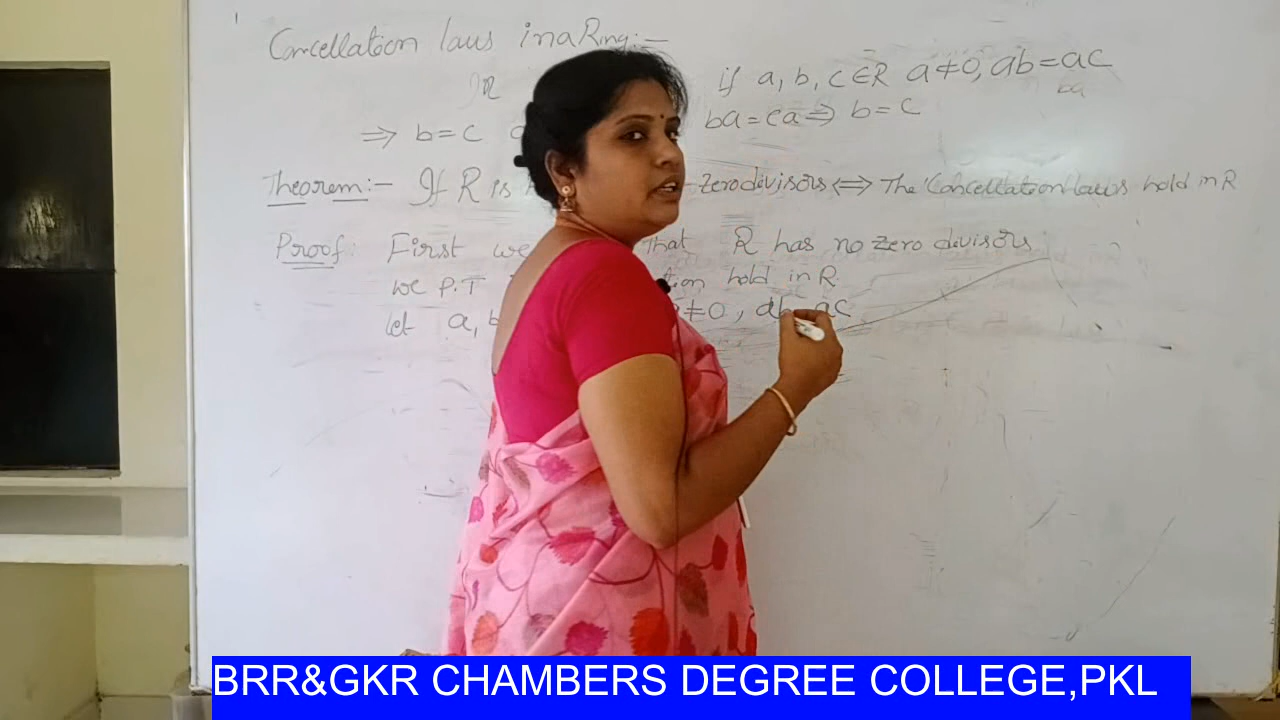 Cancellation laws in a Ring:-
In if a, b, c ∈ R a ≠ 0, ab = ac
ba
⇒ b = c ba = ca ⇒ b = c
Theorem:- If R is Zero divisors ⇔ The Cancellation laws hold in R
Proof: First we that R has no zero divisors
we P.T hold in R
let a, b ≠ 0, ab = ac
BRR&GKR CHAMBERS DEGREE COLLEGE,PKL